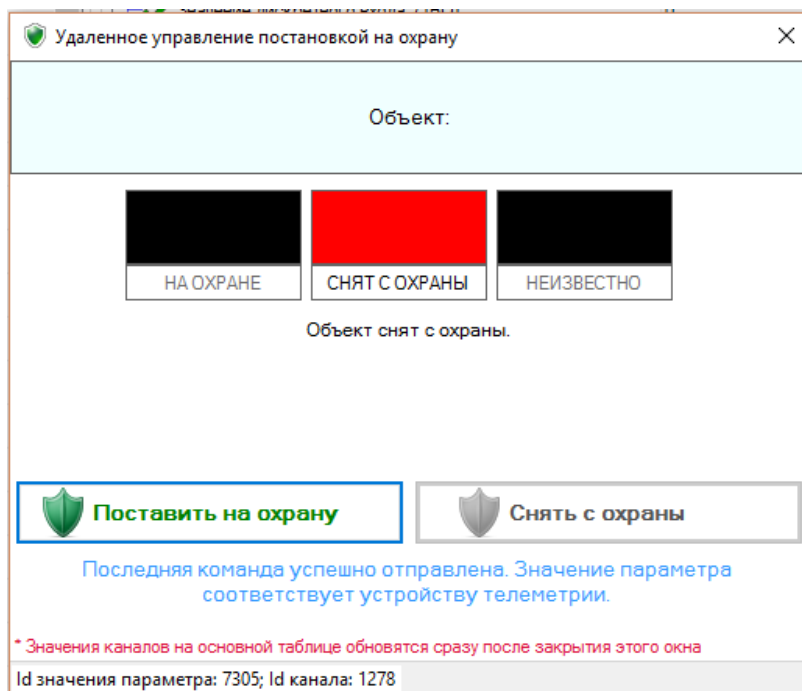 Удаленное управление постановкой на охрану
Объект:
НА ОХРАНЕ
СНЯТ С ОХРАНЫ
НЕИЗВЕСТНО
Объект снят с охраны.
Поставить на охрану
Снять с охраны
Последняя команда успешно отправлена. Значение параметра
соответствует устройству телеметрии.
* Значения каналов на основной таблице обновятся сразу после закрытия этого окна
Id значения параметра: 7305; Id канала: 1278